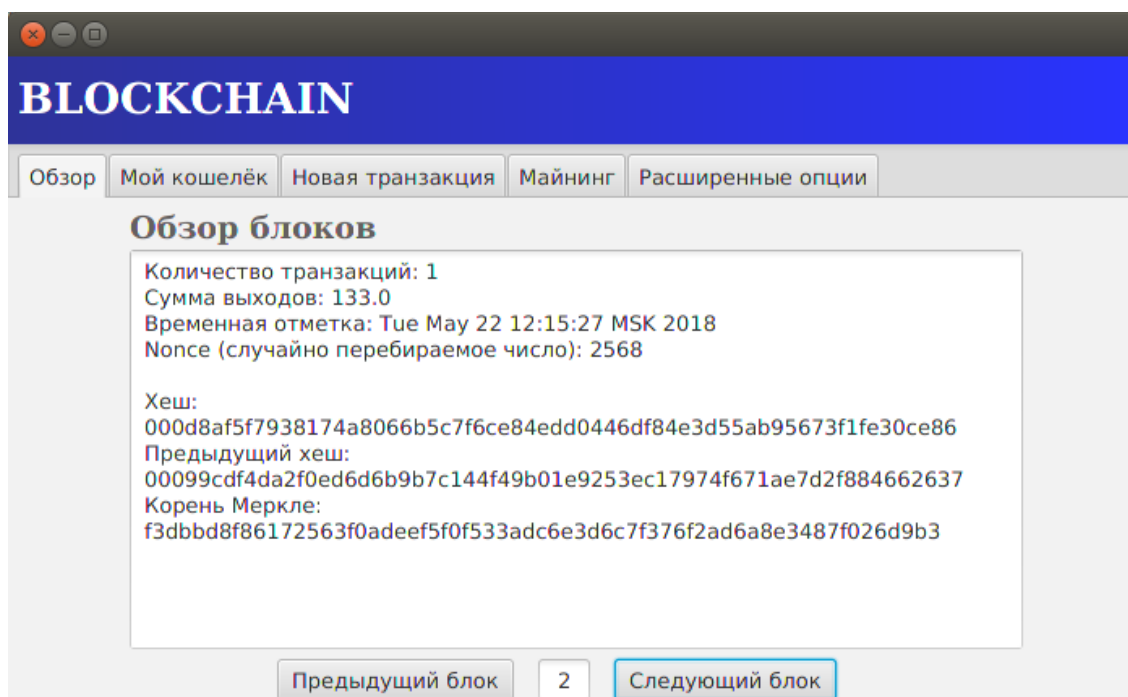 BLOCKCHAIN
Обзор Мой кошелёк Новая транзакция Майнинг Расширенные опции
Обзор блоков
Количество транзакций: 1
Сумма выходов: 133.0
Временная отметка: Tue May 22 12:15:27 MSK 2018
Nonce (случайно перебираемое число): 2568
Хеш:
000d8af5f7938174a8066b5c7f6ce84edd0446df84e3d55ab95673f1fe30ce86
Предыдущий хеш:
00099cdf4da2f0ed6d6b9b7c144f49b01e9253ec17974f671ae7d2f884662637
Корень Меркле:
f3dbbd8f86172563f0adeef5f0f533adc6e3d6c7f376f2ad6a8e3487f026d9b3
Предыдущий блок 2 Следующий блок